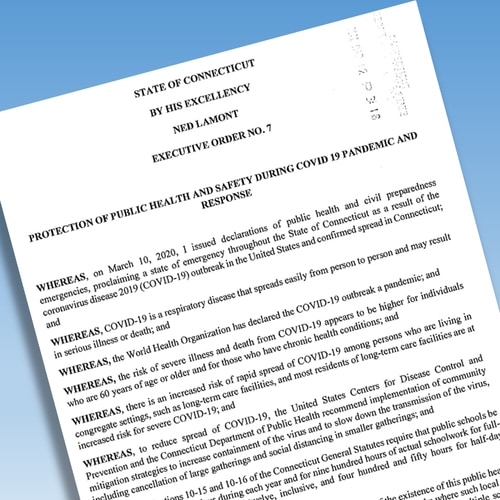 STATE OF CONNECTICUT
BY HIS EXCELLENCY
NED LAMONT
EXECUTIVE ORDER NO. 7
PROTECTION OF PUBLIC HEALTH AND SAFETY DURING COVID 19 PANDEMIC AND
RESPONSE
WHEREAS, on March 10, 2020, I issued declarations of public health and civil preparedness
emergencies, proclaiming a state of emergency throughout the State of Connecticut as a result of the
coronavirus disease 2019 (COVID-19) outbreak in the United States and confirmed spread in Connecticut;
and
WHEREAS, COVID-19 is a respiratory disease that spreads easily from person to person and may result
in serious illness or death; and
WHEREAS, the World Health Organization has declared the COVID-19 outbreak a pandemic; and
WHEREAS, the risk of severe illness and death from COVID-19 appears to be higher for individuals
who are 60 years of age or older and for those who have chronic health conditions; and
WHEREAS, there is an increased risk of rapid spread of COVID-19 among persons who are living in
congregate settings, such as long-term care facilities, and most residents of long-term care facilities are at
increased risk for severe COVID-19; and
WHEREAS, to reduce spread of COVID-19, the United States Centers for Disease Control and
Prevention and the Connecticut Department of Public Health recommend implementation of community
mitigation strategies to increase containment of the virus and to slow down the transmission of the virus,
including cancellation of large gatherings and social distancing in smaller gatherings; and
10-15 and 10-16 of the Connecticut General Statutes require that public schools be
during each year and for nine hundred hours of actual schoolwork for full-
inclusive, and four hundred and fifty hours for half-
the existence of this public
where such local